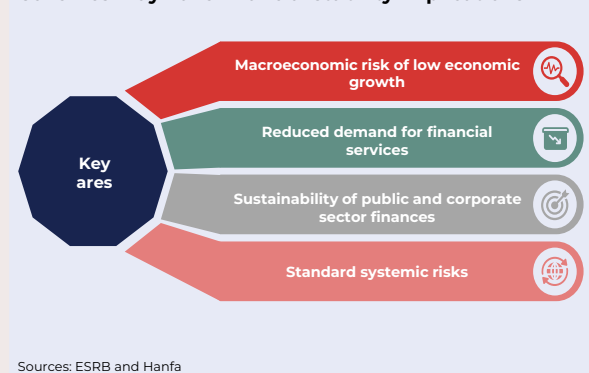 Macroeconomic risk of low economic
growth
Reduced demand for financial
services
Key
ares
Sustainability of public and corporate
sector finances
Standard systemic risks
Sources: ESRB and Hanfa